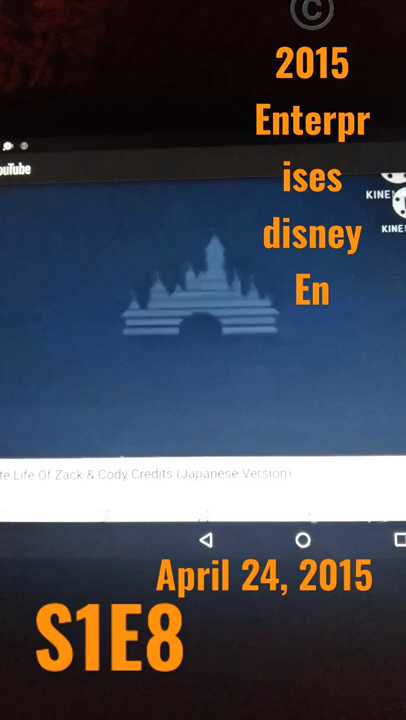 ©
2015
Enterpr
ises
disney
En
ouTube
KINE
KINE
te Life Of Zack & Cody Credits (Japanese Version)
April 24, 2015
S1E8